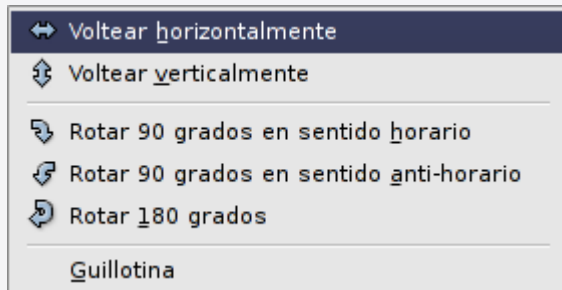 Voltear horizontalmente
Voltear verticalmente
Rotar 90 grados en sentido horario
Rotar 90 grados en sentido anti-horario
Rotar 180 grados
Guillotina